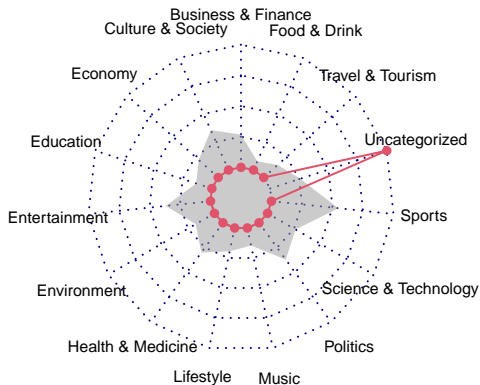 Business & Finance
Culture & Society
Food & Drink
Economy
Travel & Tourism
Education
Uncategorized
Entertainment
Sports
Environment
Science & Technology
Health & Medicine
Politics
Lifestyle
Music